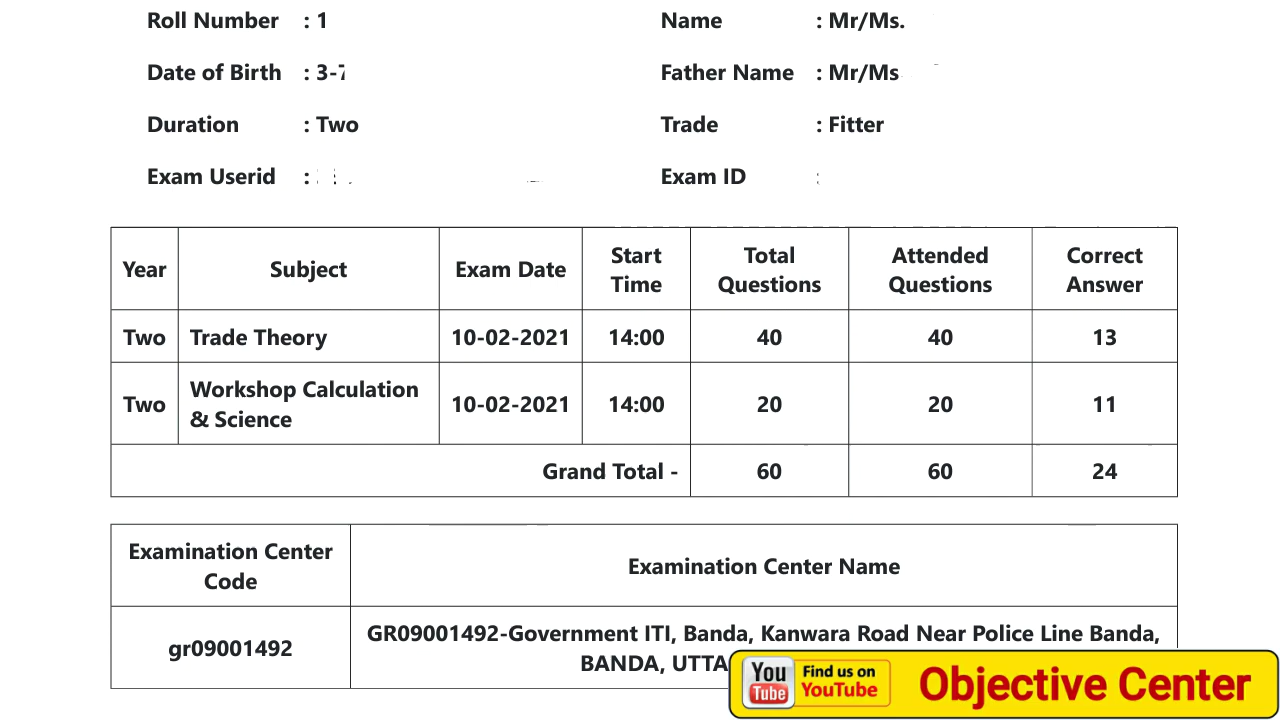 Roll Number : 1 Name : Mr/Ms.
Date of Birth : 3-7 Father Name : Mr/Ms
Duration : Two Trade : Fitter
Exam Userid : Exam ID :
Year Subject Exam Date Start Time Total Questions Attended Questions Correct Answer
Two Trade Theory 10-02-2021 14:00 40 40 13
Two Workshop Calculation & Science 10-02-2021 14:00 20 20 11
Grand Total - 60 60 24
Examination Center Code Examination Center Name
gr09001492 GR09001492-Government ITI, Banda, Kanwara Road Near Police Line Banda,
BANDA,
You Tube Find us on YouTube Objective Center